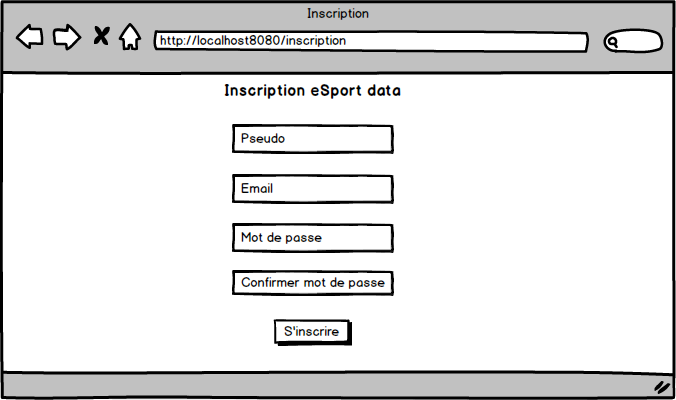 Inscription
http://localhost8080/inscription
Inscription eSport data
Pseudo
Email
Mot de passe
Confirmer mot de passe
S'inscrire